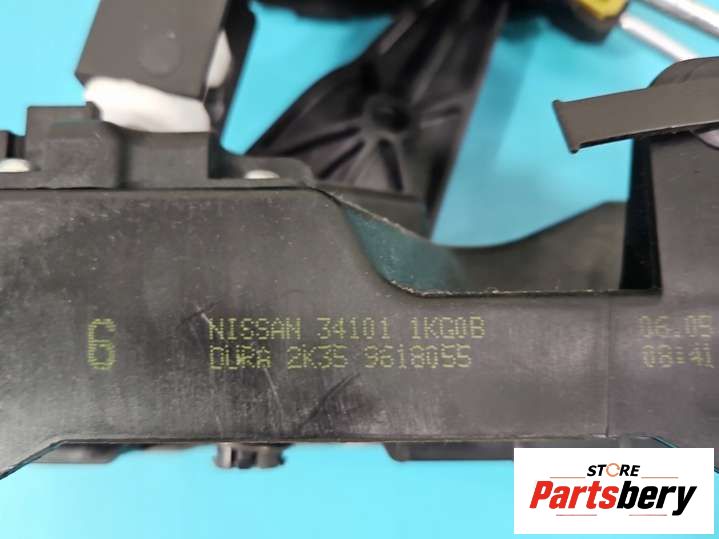 6
NISSAN 34101 1KG0B
DURA 2K35 9618055
06.05
08:41
STORE
Partsbery